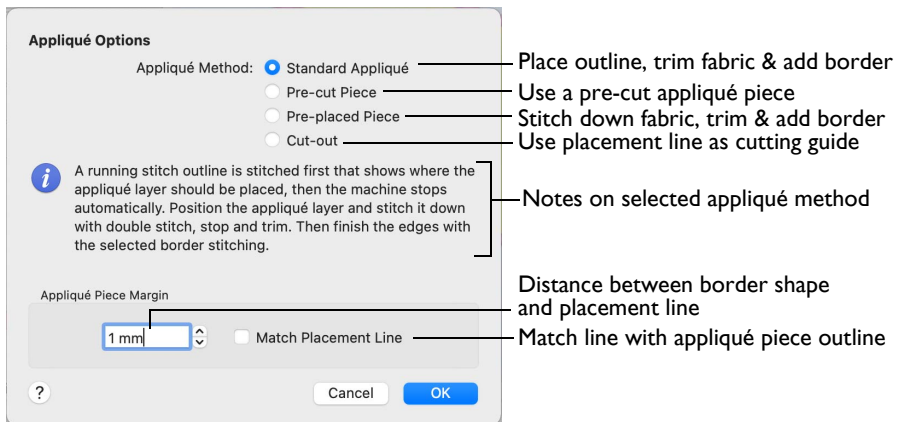 Appliqué Options
Appliqué Method: Standard Appliqué
Place outline, trim fabric & add border
Pre-cut Piece
Use a pre-cut appliqué piece
Pre-placed Piece
Stitch down fabric, trim & add border
Cut-out
Use placement line as cutting guide
i
A running stitch outline is stitched first that shows where the
appliqué layer should be placed, then the machine stops
automatically. Position the appliqué layer and stitch it down
with double stitch, stop and trim. Then finish the edges with
the selected border stitching.
Notes on selected appliqué method
Appliqué Piece Margin
Distance between border shape
and placement line
1 mm
Match Placement Line
Match line with appliqué piece outline
?
Cancel
OK